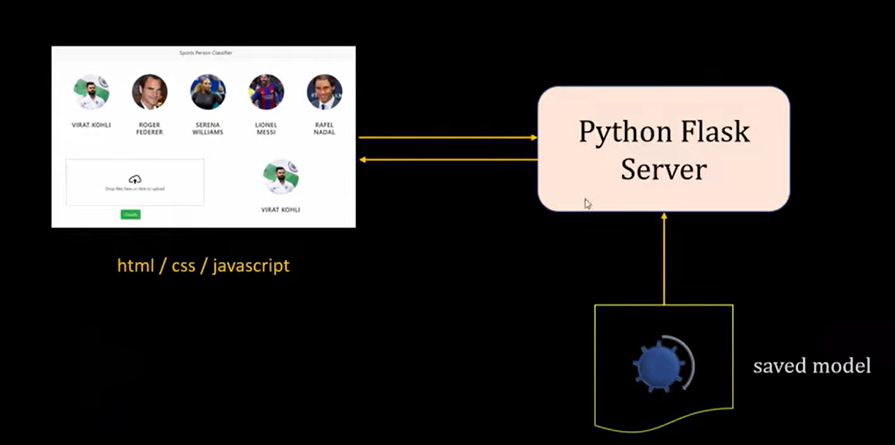 Sports Person Classifier
VIRAT KOHLI
ROGER
FEDERER
SERENA
WILLIAMS
LIONEL
MESSI
RAFEL
NADAL
Drop files here or click to upload
Classify
VIRAT KOHLI
html / css / javascript
Python Flask
Server
saved model